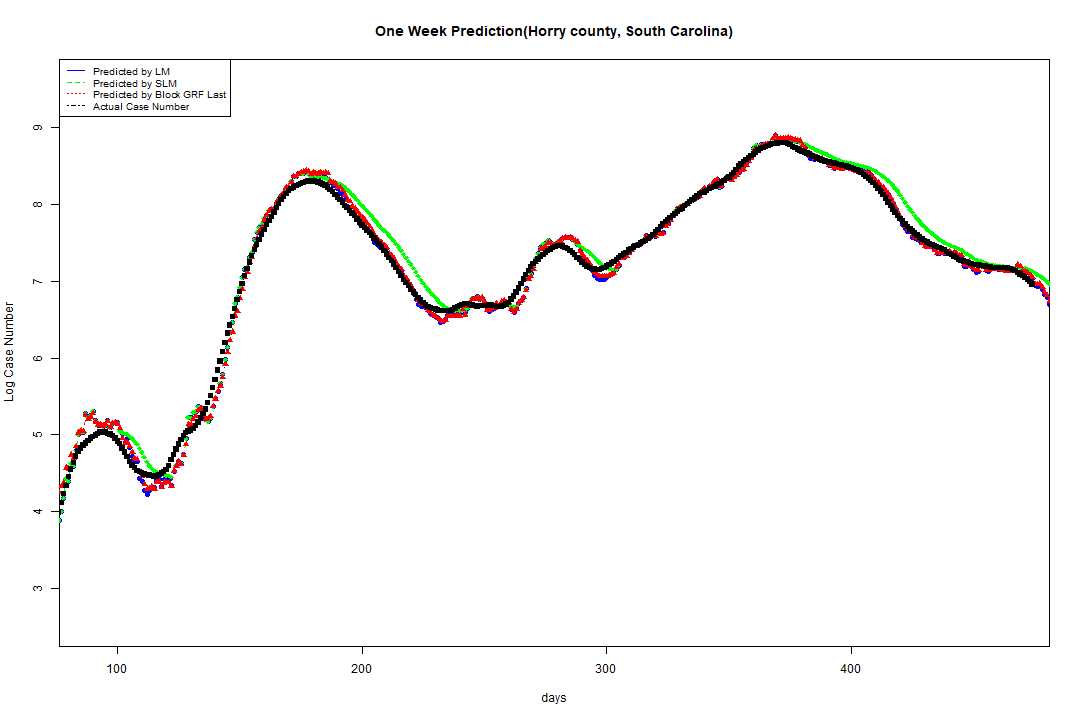 One Week Prediction(Horry county, South Carolina)
Predicted by LM
Predicted by SLM
Predicted by Block GRF Last
Actual Case Number
9
8
7
6
5
4
3
Log Case Number
100 200 300 400
days